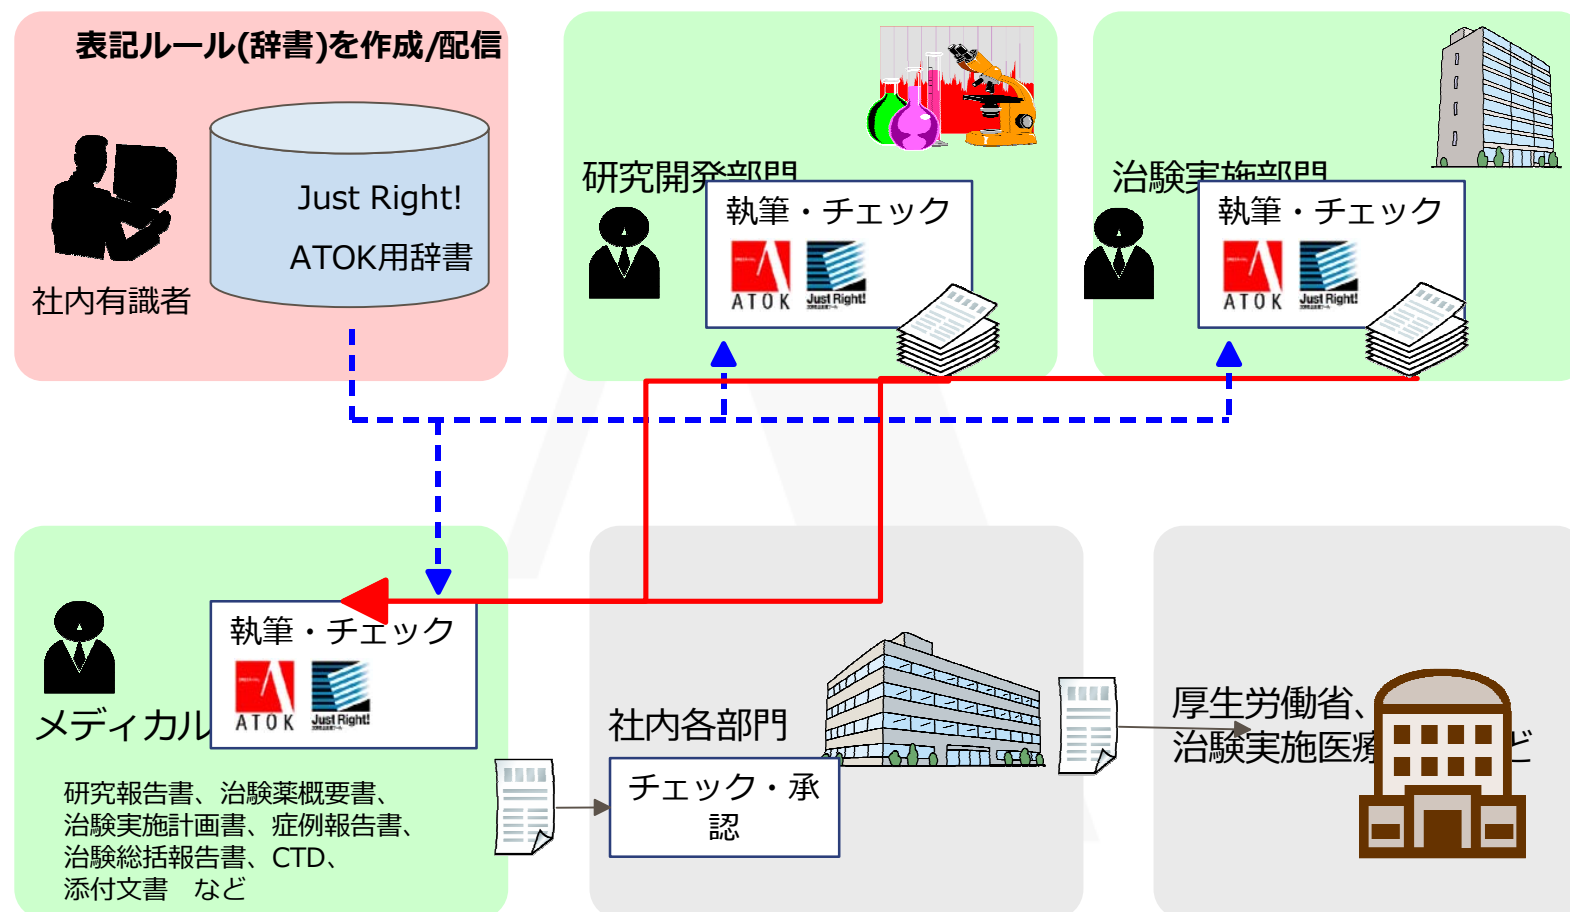 表記ルール(辞書)を作成/配信
Just Right!
ATOK用辞書
社内有識者
研究開発部門
執筆・チェック
ATOK
Just Right!
治験実施部門
執筆・チェック
ATOK
Just Right!
執筆・チェック
ATOK
Just Right!
メディカル
研究報告書、治験薬概要書、
治験実施計画書、症例報告書、
治験総括報告書、CTD、
添付文書　など
社内各部門
チェック・承
認
厚生労働省、
治験実施医療
ど